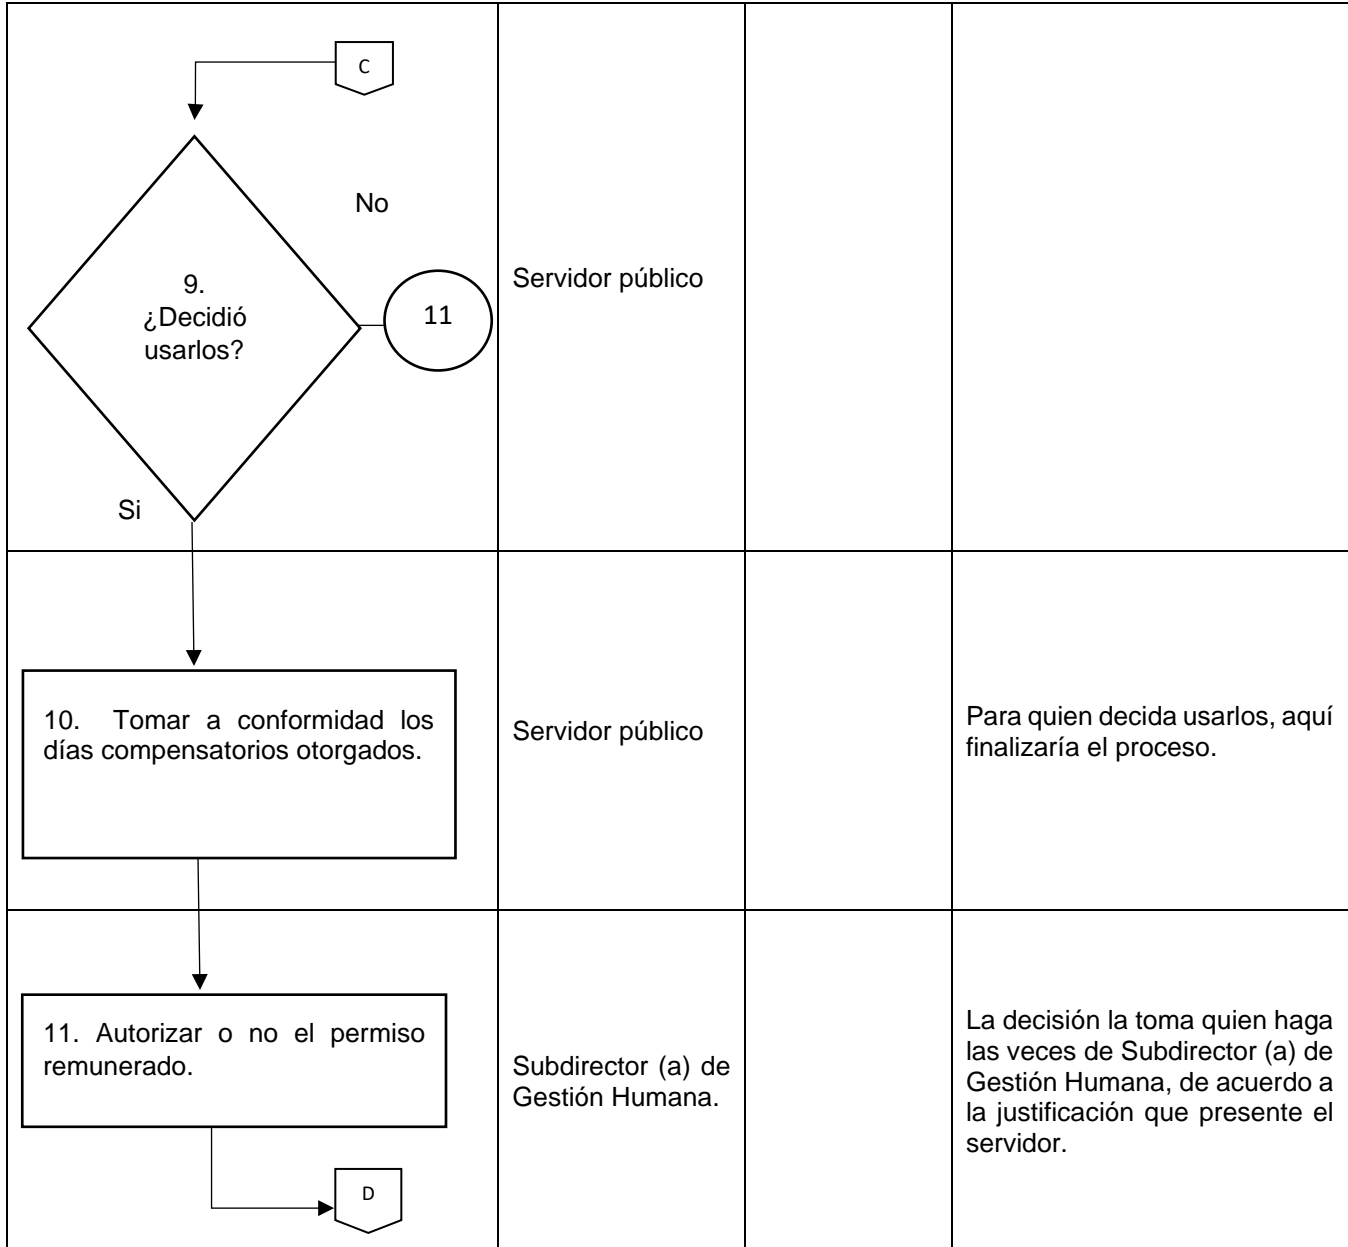 C
No
9.
¿Decidió
usarlos?
11
Si
Servidor público
10. Tomar a conformidad los
días compensatorios otorgados.
Servidor público
Para quien decida usarlos, aquí
finalizaría el proceso.
11. Autorizar o no el permiso
remunerado.
D
Subdirector (a) de
Gestión Humana.
La decisión la toma quien haga
las veces de Subdirector (a) de
Gestión Humana, de acuerdo a
la justificación que presente el
servidor.